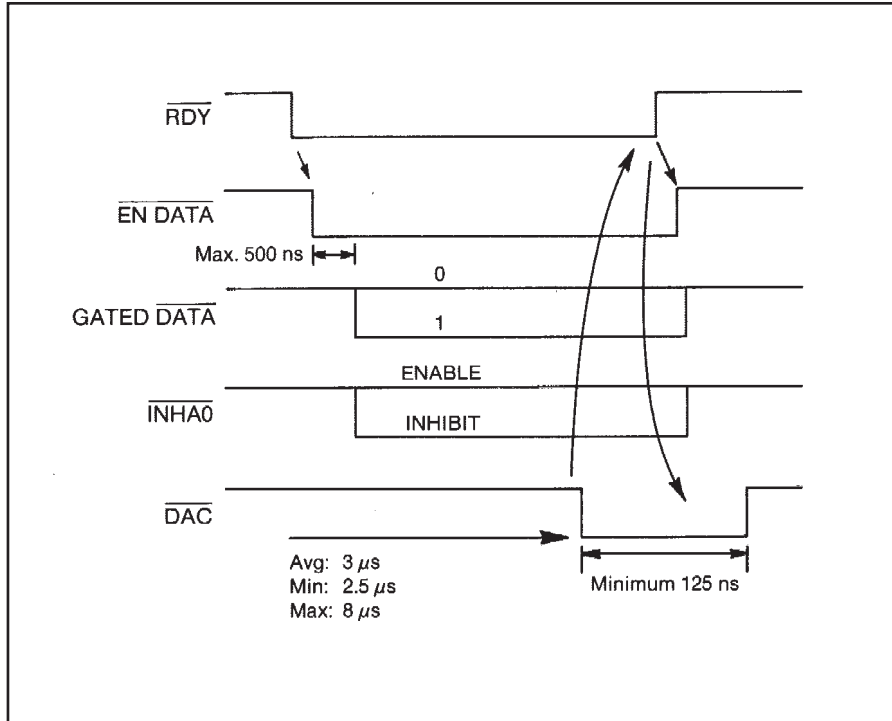 RDY
EN DATA
Max. 500 ns
0
GATED DATA
1
ENABLE
INHA0
INHIBIT
DAC
Avg: 3 µs
Min: 2.5 µs
Max: 8 µs
Minimum 125 ns